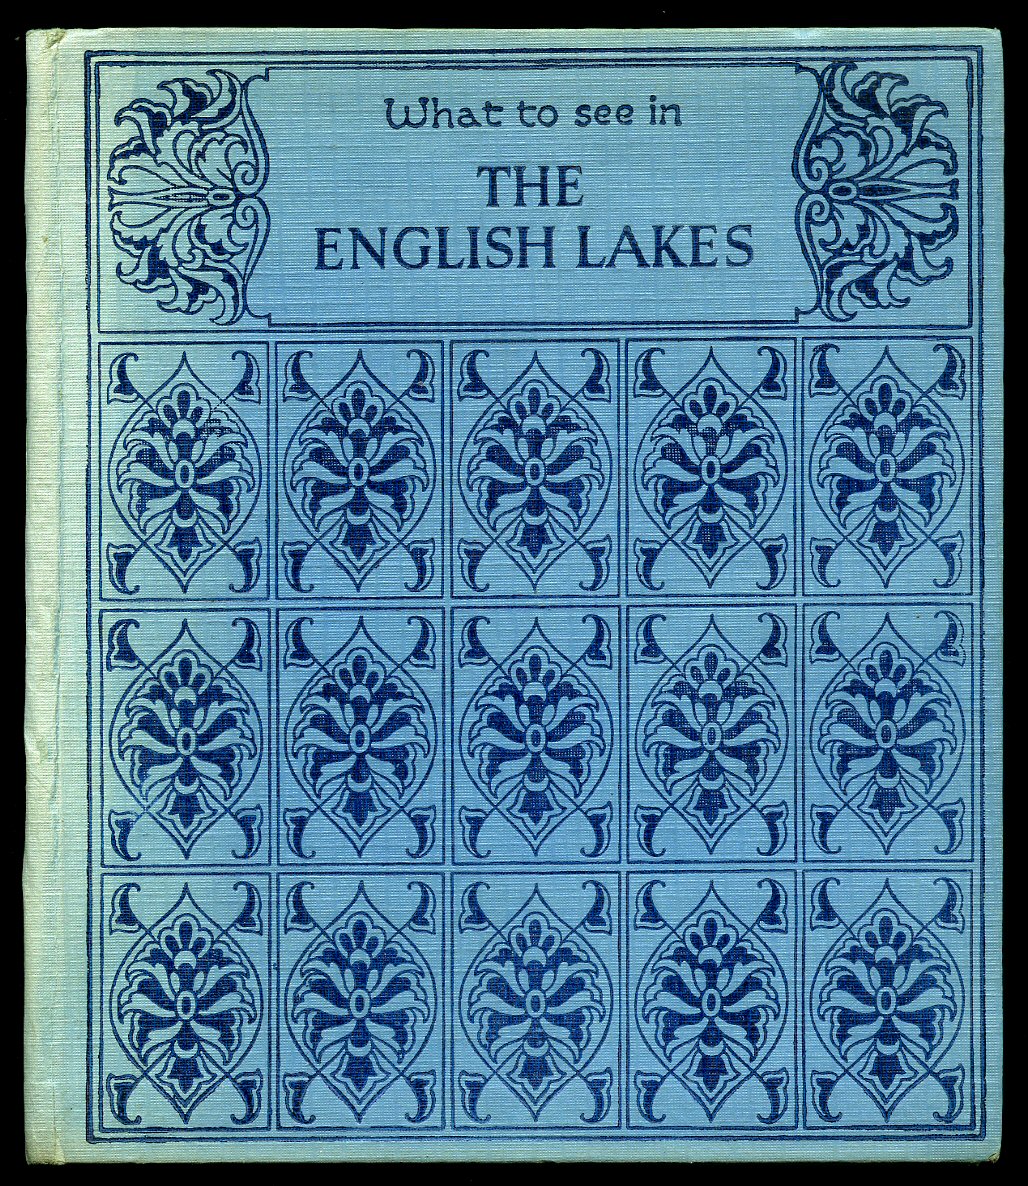 What to see in
THE
ENGLISH LAKES